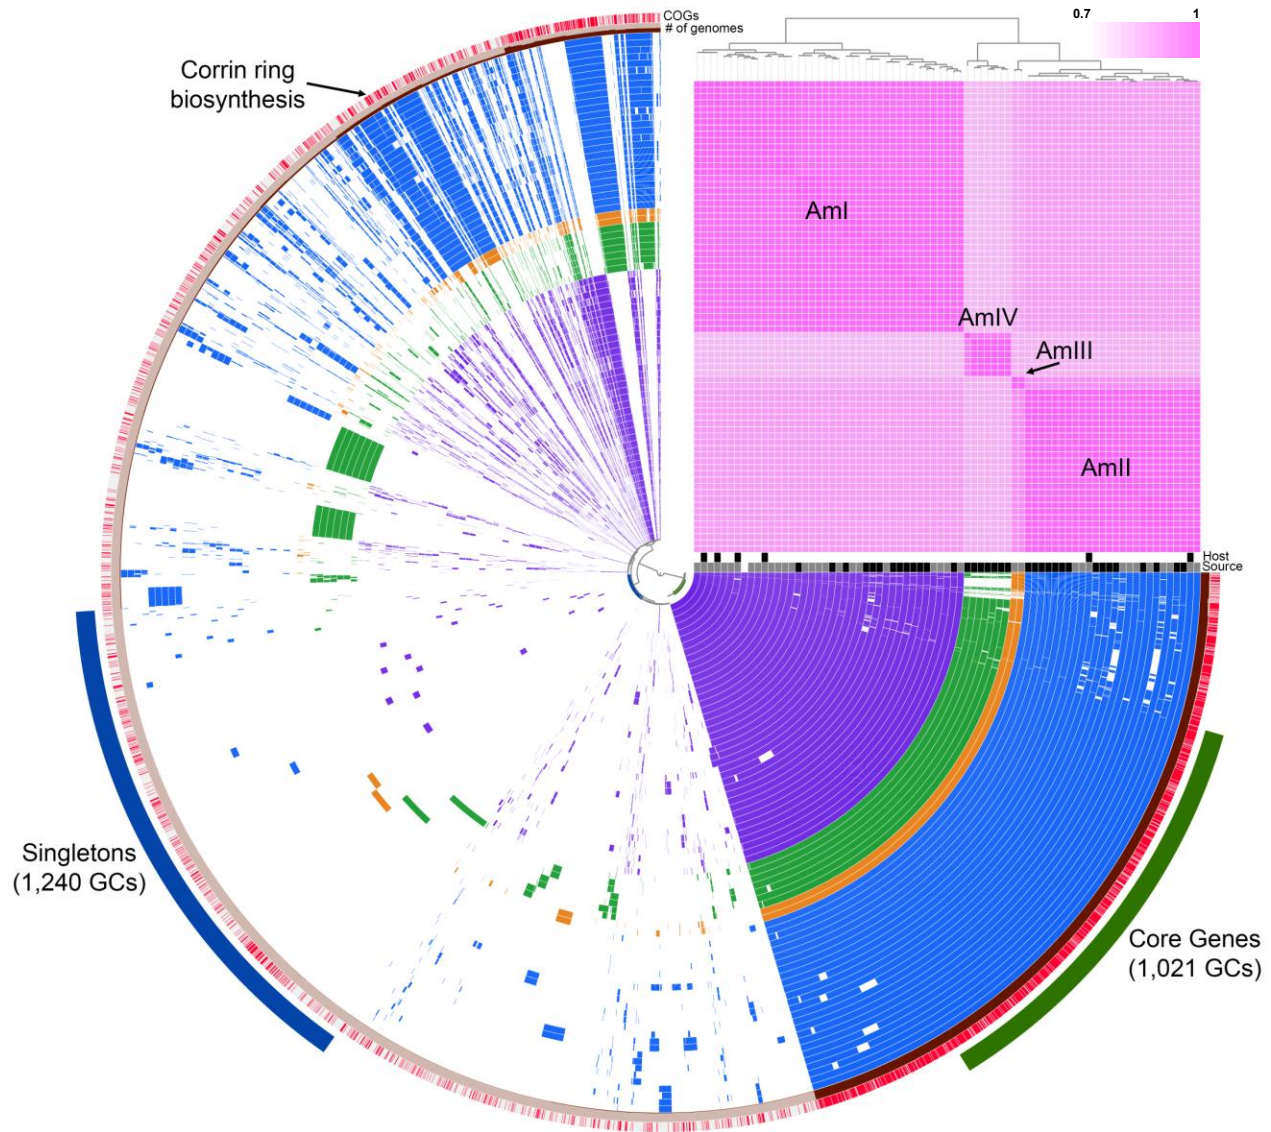 COGs
# of genomes
0.7
1
Corrin ring
biosynthesis
AmI
AmIV
AmIII
AmII
Host
Source
Singletons
(1,240 GCs)
Core Genes
(1,021 GCs)